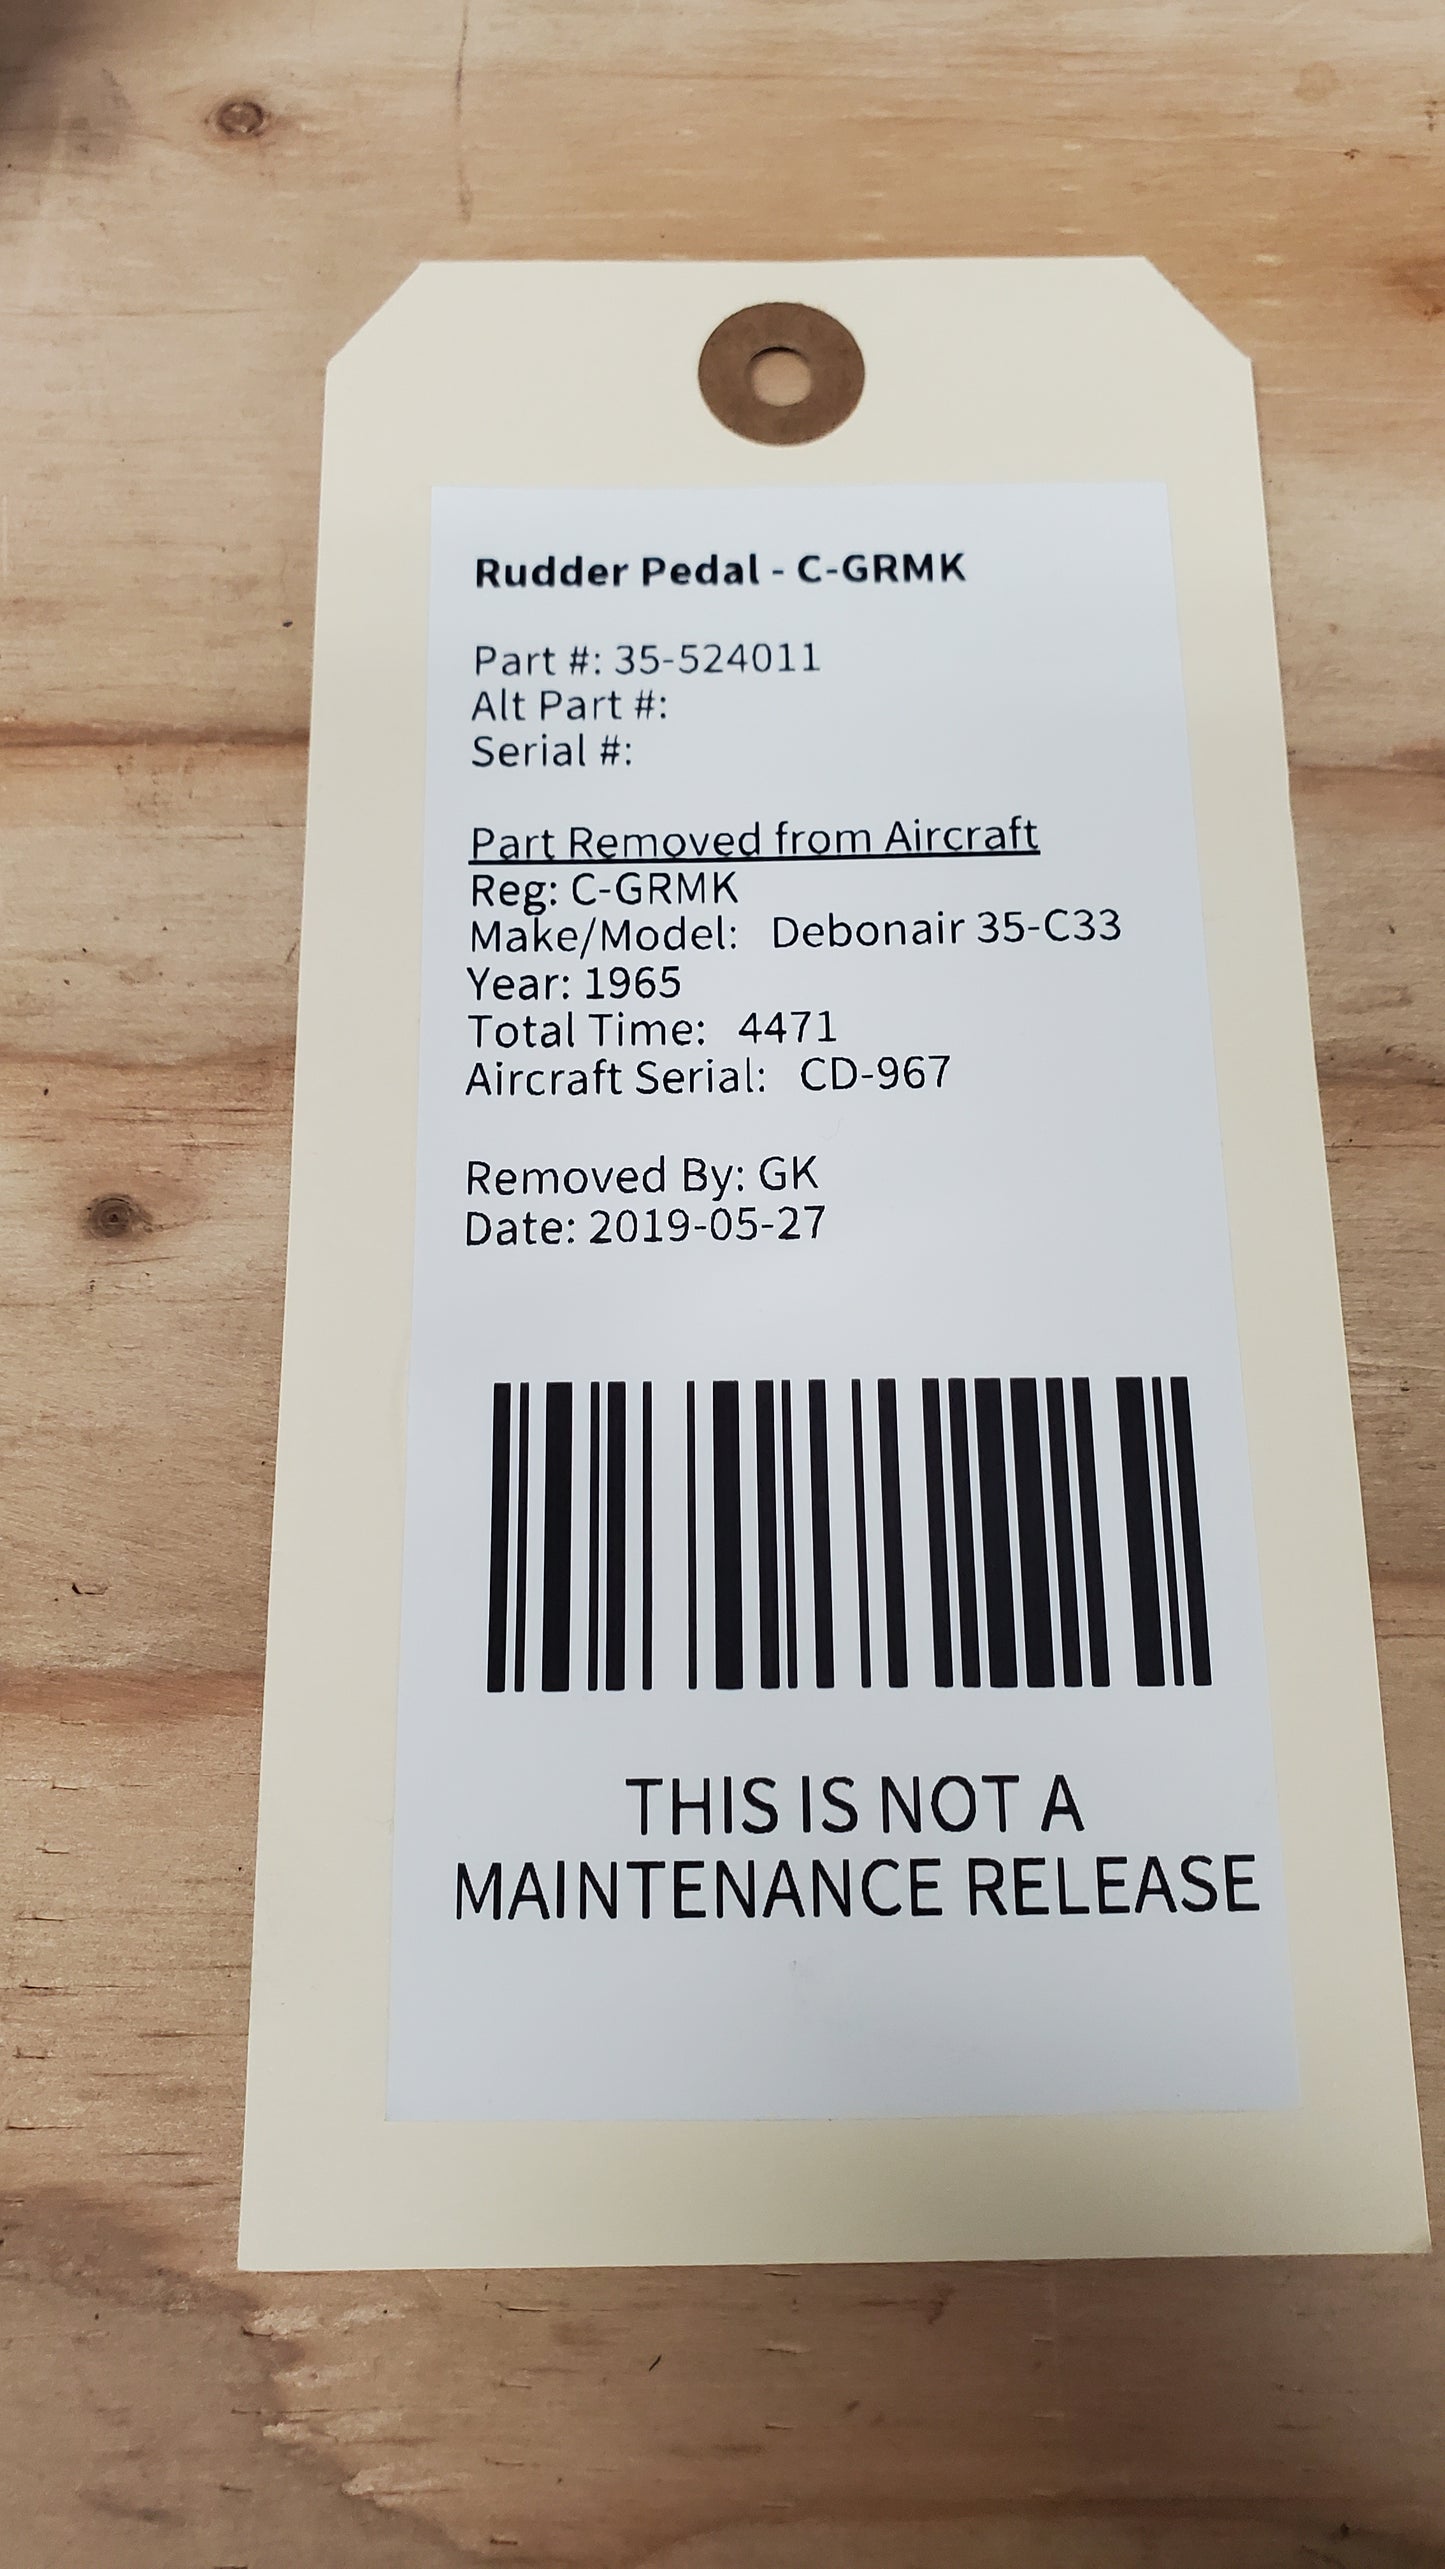 Rudder Pedal - C-GRMK
Part #: 35-524011
Alt Part #:
Serial #:
Part Removed from Aircraft
Reg: C-GRMK
Make/Model: Debonair 35-C33
Year: 1965
Total Time: 4471
Aircraft Serial: CD-967
Removed By: GK
Date: 2019-05-27
THIS IS NOT A
MAINTENANCE RELEASE